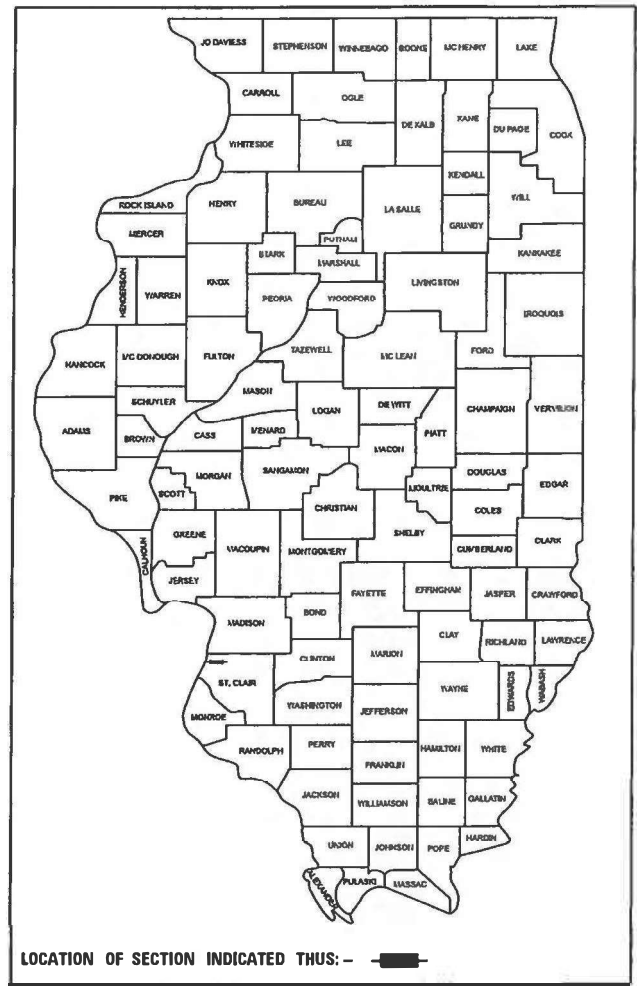 JO DAVIESS STEPHENSON WINNEBAGO BOONE MC HENRY LAKE
CARROLL OGLE DE KALB KANE DU PAGE COOK
WHITESIDE LEE KENDALL WILL
ROCK ISLAND HENRY BUREAU LA SALLE GRUNDY
MERCER PUTNAM KANKAKEE
STARK MARSHALL
HENDERSON WARREN KNOX PEORIA WOODFORD LIVINGSTON IROQUOIS
HANCOCK MC DONOUGH FULTON TAZEWELL MC LEAN FORD
SCHUYLER MASON LOGAN DE WITT CHAMPAIGN VERMILION
ADAMS BROWN CASS MENARD MACON PIATT
PIKE SCOTT MORGAN SANGAMON MOULTRIE DOUGLAS EDGAR
CHRISTIAN COLES
CALHOUN GREENE MACOUPIN MONTGOMERY SHELBY CUMBERLAND CLARK
JERSEY
MADISON BOND FAYETTE EFFINGHAM JASPER CRAWFORD
CLAY RICHLAND LAWRENCE
CLINTON MARION
ST. CLAIR WAYNE EDWARDS WABASH
MONROE WASHINGTON JEFFERSON
RANDOLPH PERRY HAMILTON WHITE
FRANKLIN
JACKSON WILLIAMSON SALINE GALLATIN
UNION JOHNSON POPE HARDIN
ALEXANDER PULASKI MASSAC
LOCATION OF SECTION INDICATED THUS: –